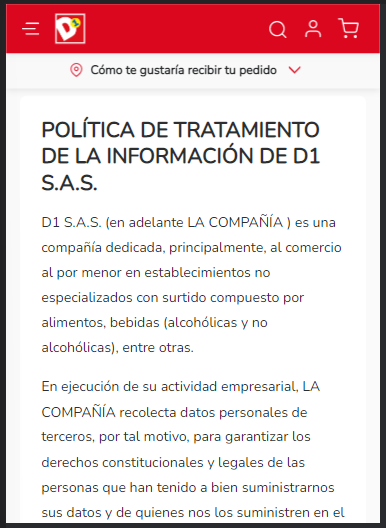 D1
Cómo te gustaría recibir tu pedido
POLÍTICA DE TRATAMIENTO
DE LA INFORMACIÓN DE D1
S.A.S.
D1 S.A.S. (en adelante LA COMPAÑÍA ) es una
compañía dedicada, principalmente, al comercio
al por menor en establecimientos no
especializados con surtido compuesto por
alimentos, bebidas (alcohólicas y no
alcohólicas), entre otras.
En ejecución de su actividad empresarial, LA
COMPAÑÍA recolecta datos personales de
terceros, por tal motivo, para garantizar los
derechos constitucionales y legales de las
personas que han tenido a bien suministrarnos
sus datos y de quienes nos los suministren en el